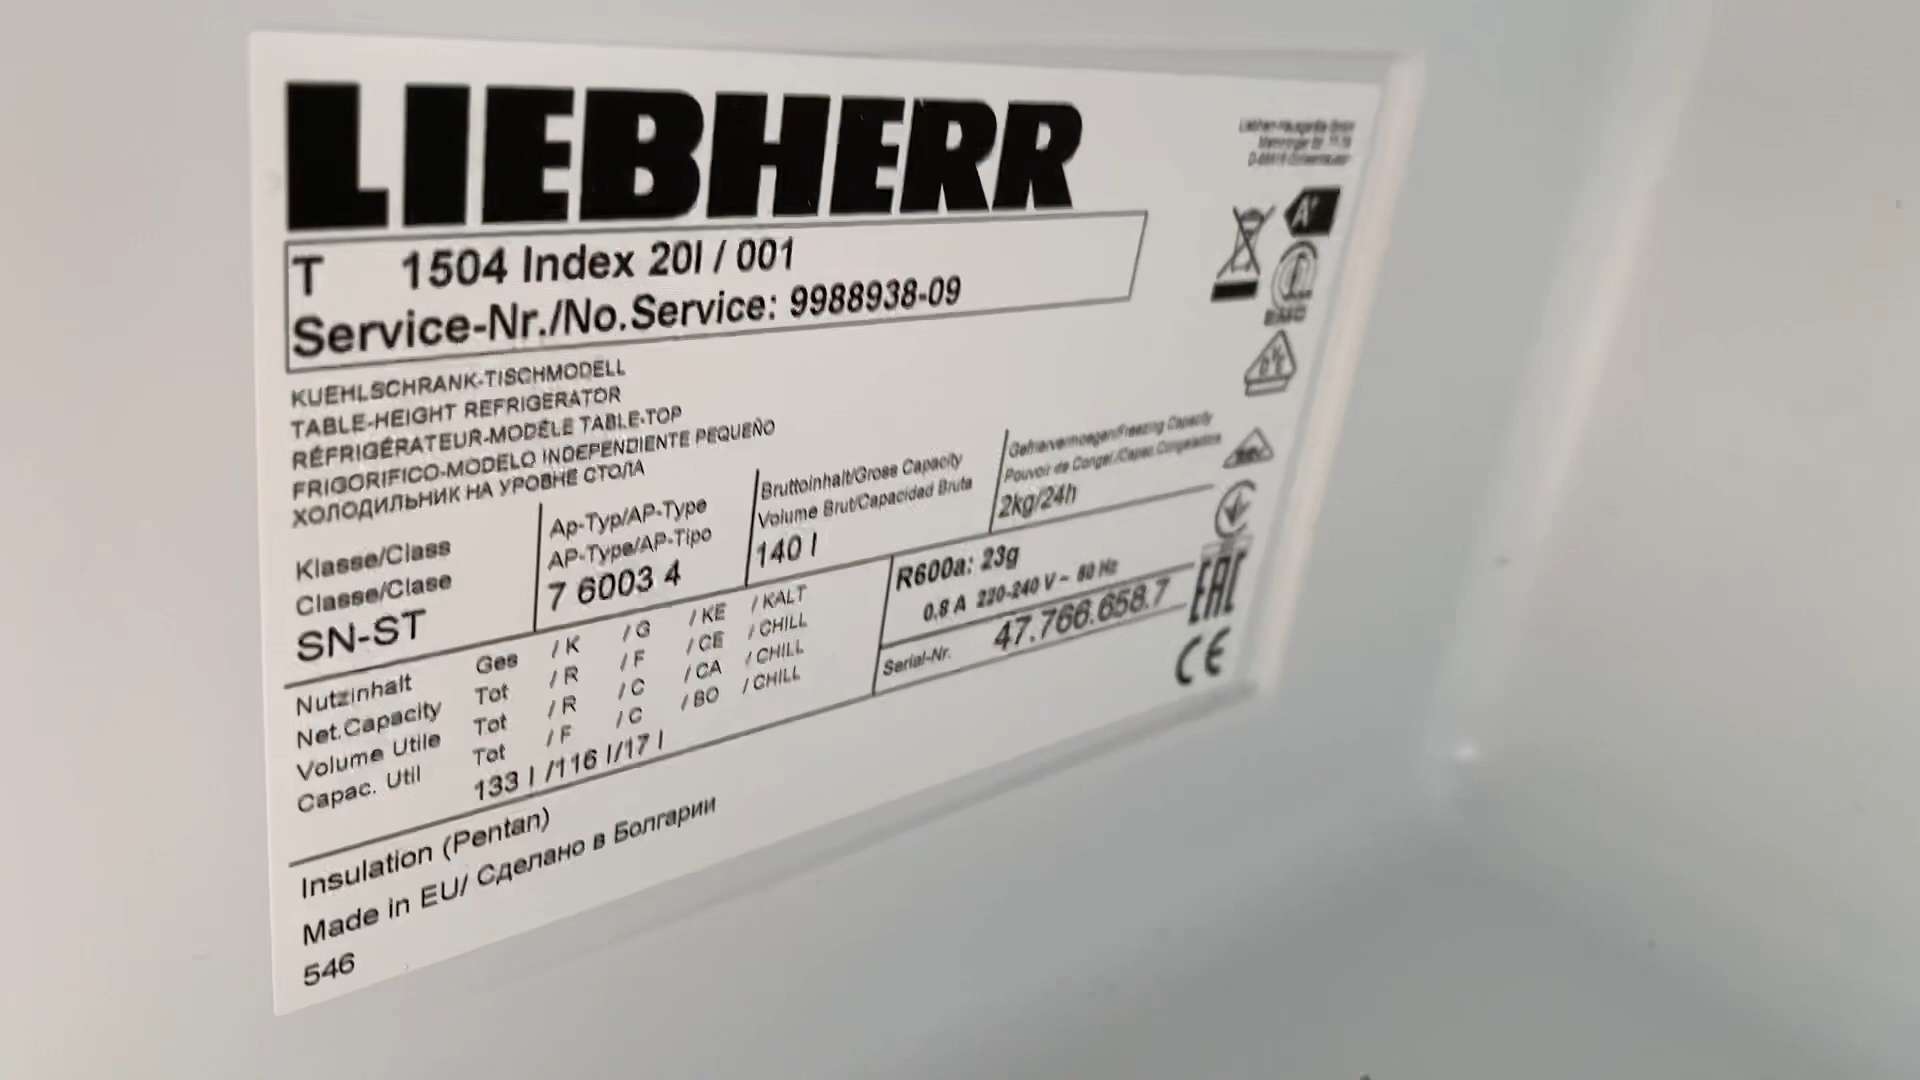 LIEBHERR
T 1504 Index 20I / 001
Service-Nr./No.Service: 9988938-09
KUEHLSCHRANK-TISCHMODELL
TABLE-HEIGHT REFRIGERATOR
RÉFRIGÉRATEUR-MODÈLE TABLE-TOP
FRIGORIFICO-MODELO INDEPENDIENTE PEQUEÑO
ХОЛОДИЛЬНИК НА УРОВНЕ СТОЛА
Klasse/Class
Classe/Clase
SN-ST
Ap-Typ/AP-Type
AP-Type/AP-Tipo
7 6003 4
Bruttoinhalt/Gross Capacity
Volume Brut/Capacidad Bruta
140 l
Gefriervermoegen/Freezing Capacity
Pouvoir de Congel./Capac.Congeladora
2kg/24h
Nutzinhalt Ges / K / G / KE / KALT
Net.Capacity Tot / R / F / CE / CHILL
Volume Utile Tot / R / C / CA / CHILL
Capac. Util Tot / F / C / BO / CHILL
133 l /116 l/17 l
R600a: 23g
0.8 A 220-240 V ~ 50 Hz
Serial-Nr. 47.766.658.7
Insulation (Pentan)
Made in EU/ Сделано в Болгарии
546
A+
EAC
CE